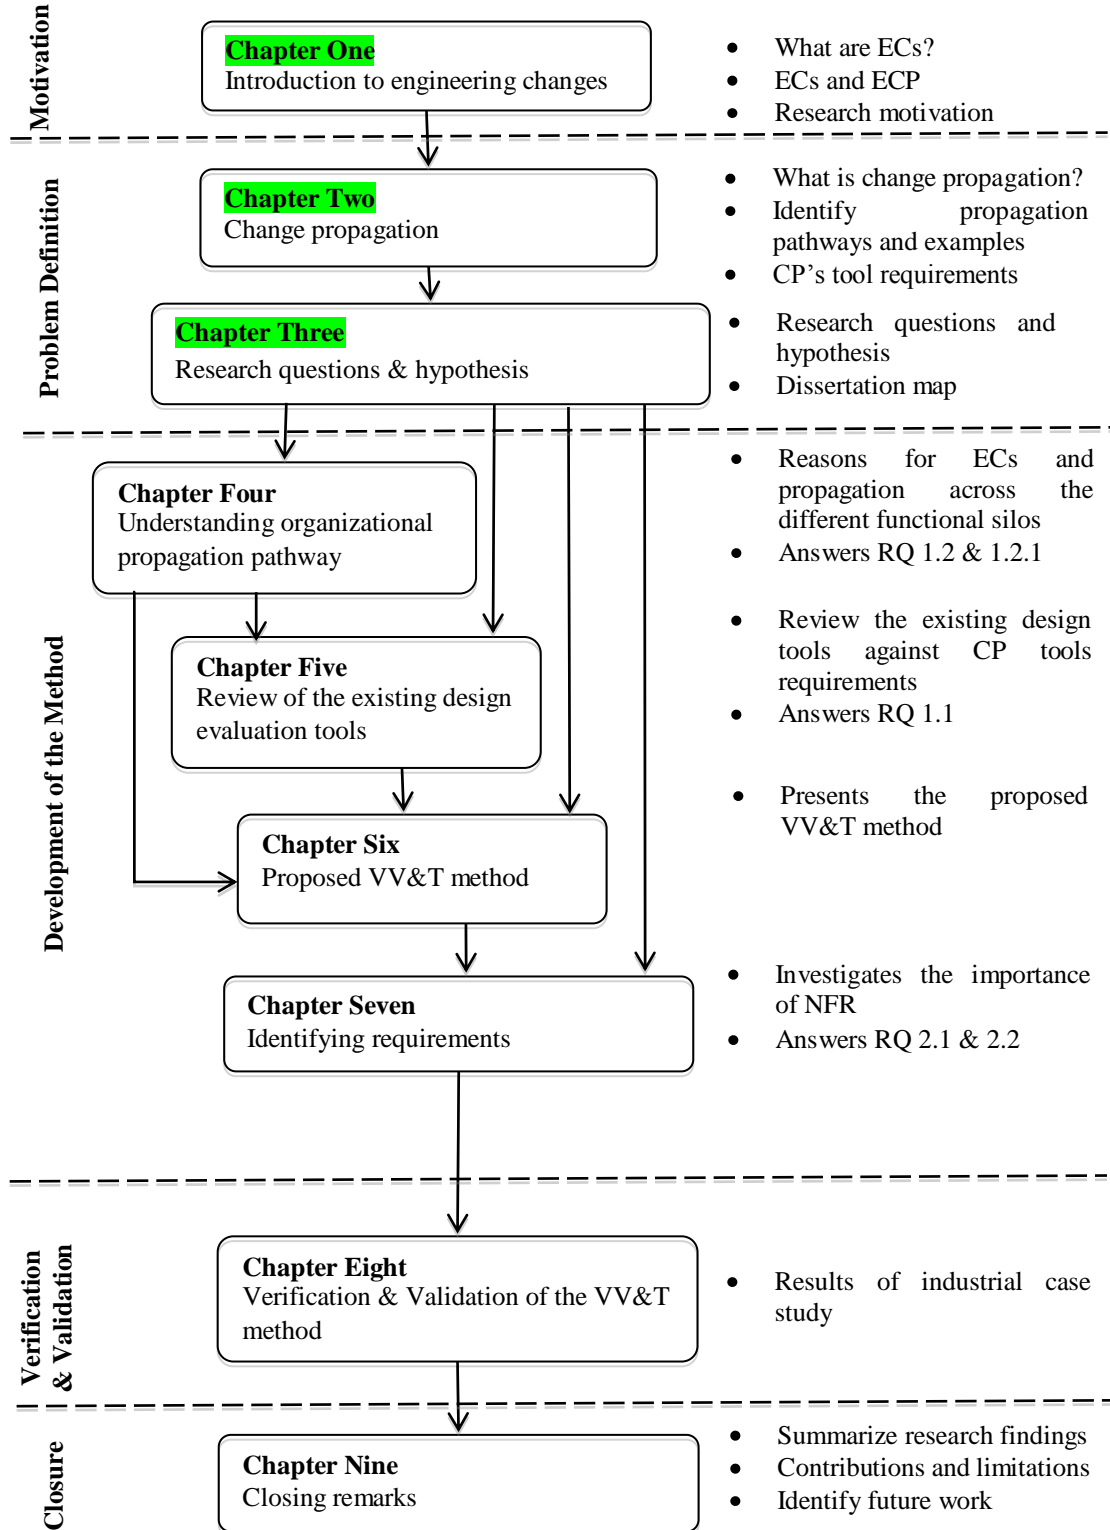 Motivation
Chapter One
Introduction to engineering changes
• What are ECs?
• ECs and ECP
• Research motivation
Problem Definition
Chapter Two
Change propagation
• What is change propagation?
• Identify propagation
pathways and examples
• CP's tool requirements
Chapter Three
Research questions & hypothesis
• Research questions and
hypothesis
• Dissertation map
Development of the Method
Chapter Four
Understanding organizational
propagation pathway
• Reasons for ECs and
propagation across the
different functional silos
• Answers RQ 1.2 & 1.2.1
Chapter Five
Review of the existing design
evaluation tools
• Review the existing design
tools against CP tools
requirements
• Answers RQ 1.1
Chapter Six
Proposed VV&T method
• Presents the proposed
VV&T method
Chapter Seven
Identifying requirements
• Investigates the importance
of NFR
• Answers RQ 2.1 & 2.2
Verification
& Validation
Chapter Eight
Verification & Validation of the VV&T
method
• Results of industrial case
study
Closure
Chapter Nine
Closing remarks
• Summarize research findings
• Contributions and limitations
• Identify future work